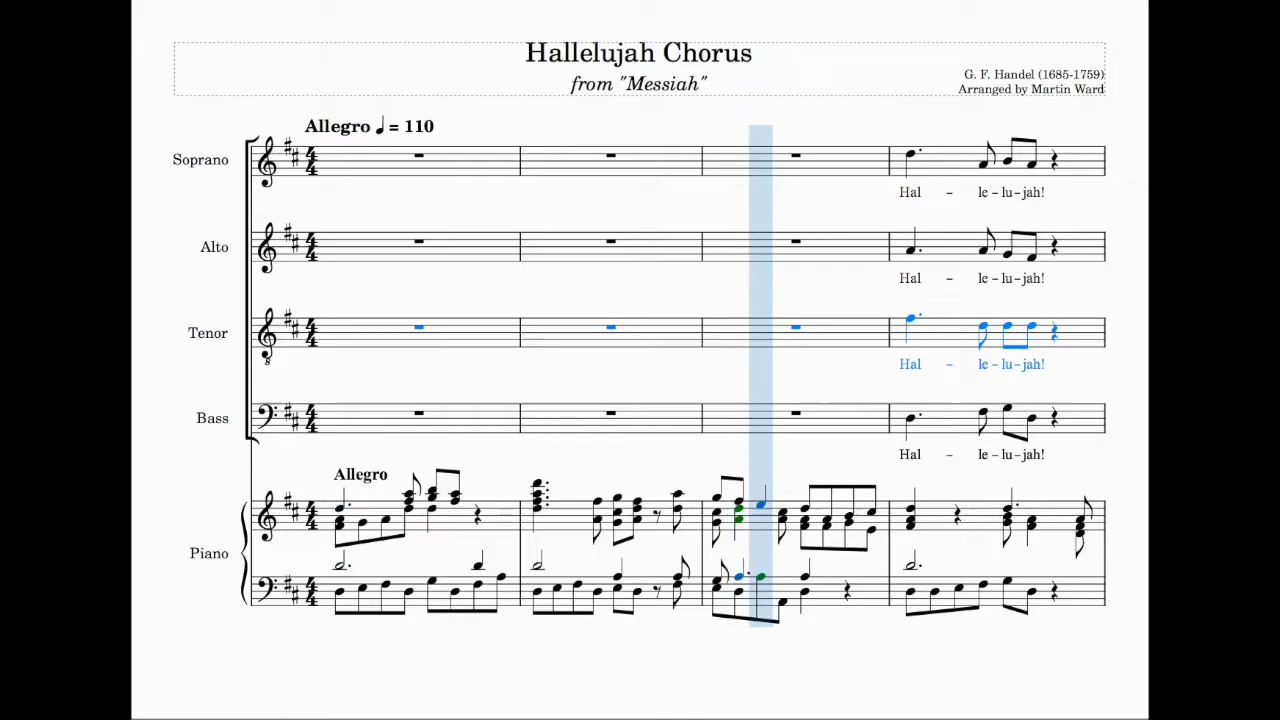 Hallelujah Chorus
from "Messiah"
G. F. Handel (1685-1759)
Arranged by Martin Ward
Allegro ♩ = 110
Soprano
Hal - le-lu-jah!
Alto
Hal - le-lu-jah!
Tenor
Hal - le-lu-jah!
Bass
Hal - le-lu-jah!
Allegro
Piano